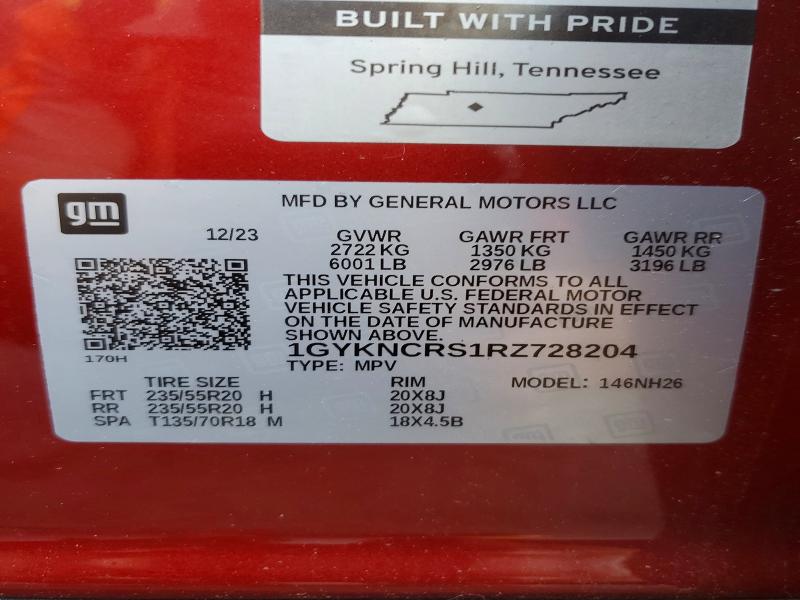 BUILT WITH PRIDE
Spring Hill, Tennessee
gm
MFD BY GENERAL MOTORS LLC
12/23 GVWR GAWR FRT GAWR RR
2722 KG 1350 KG 1450 KG
6001 LB 2976 LB 3196 LB
THIS VEHICLE CONFORMS TO ALL
APPLICABLE U.S. FEDERAL MOTOR
VEHICLE SAFETY STANDARDS IN EFFECT
ON THE DATE OF MANUFACTURE
SHOWN ABOVE.
170H 1GYKNCRS1RZ728204
TYPE: MPV
TIRE SIZE RIM MODEL: 146NH26
FRT 235/55R20 H 20X8J
RR 235/55R20 H 20X8J
SPA T135/70R18 M 18X4.5B